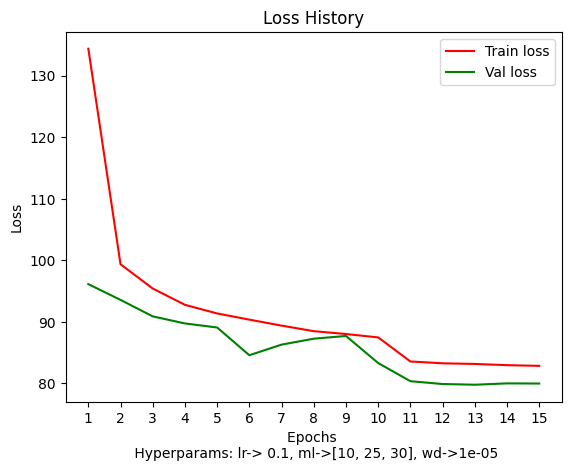 Loss History
Train loss
Val loss
130
120
110
100
90
80
Loss
1 2 3 4 5 6 7 8 9 10 11 12 13 14 15
Epochs
Hyperparams: lr-> 0.1, ml->[10, 25, 30], wd->1e-05